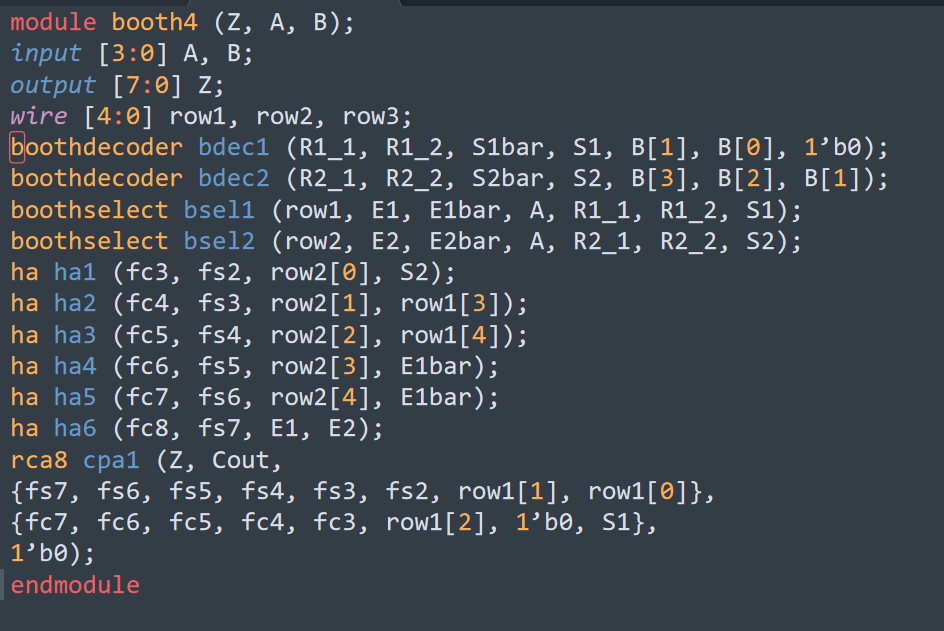 module booth4 (Z, A, B);
input [3:0] A, B;
output [7:0] Z;
wire [4:0] row1, row2, row3;
boothdecoder bdec1 (R1_1, R1_2, S1bar, S1, B[1], B[0], 1’b0);
boothdecoder bdec2 (R2_1, R2_2, S2bar, S2, B[3], B[2], B[1]);
boothselect bsel1 (row1, E1, E1bar, A, R1_1, R1_2, S1);
boothselect bsel2 (row2, E2, E2bar, A, R2_1, R2_2, S2);
ha ha1 (fc3, fs2, row2[0], S2);
ha ha2 (fc4, fs3, row2[1], row1[3]);
ha ha3 (fc5, fs4, row2[2], row1[4]);
ha ha4 (fc6, fs5, row2[3], E1bar);
ha ha5 (fc7, fs6, row2[4], E1bar);
ha ha6 (fc8, fs7, E1, E2);
rca8 cpa1 (Z, Cout,
{fs7, fs6, fs5, fs4, fs3, fs2, row1[1], row1[0]},
{fc7, fc6, fc5, fc4, fc3, row1[2], 1’b0, S1},
1’b0);
endmodule